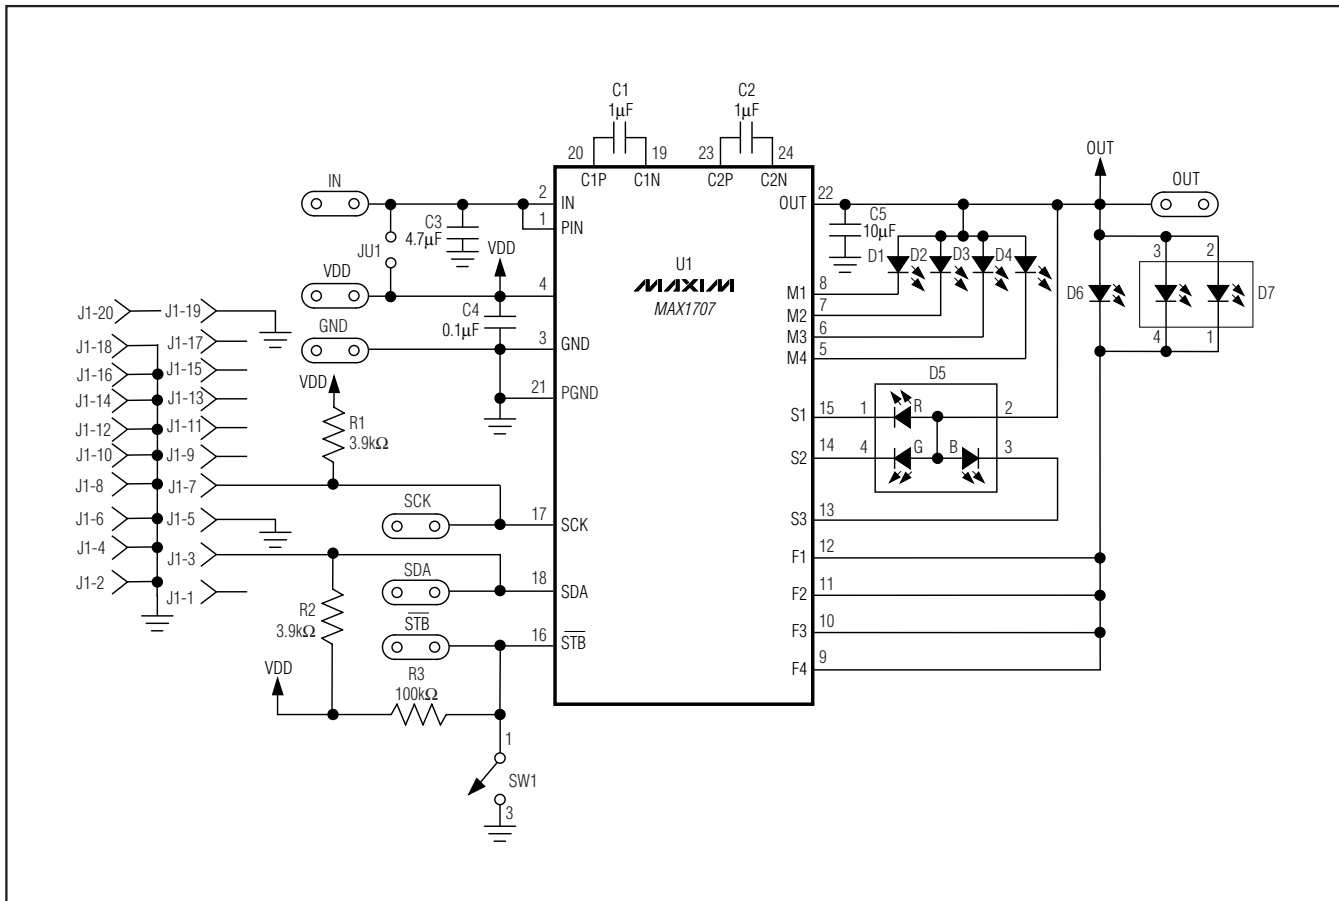 C1
1μF
C2
1μF
20
19
23
24
C1P
C1N
C2P
C2N
IN
2
IN
1
PIN
C3
4.7μF
JU1
VDD
VDD
4
C4
0.1μF
GND
3
GND
VDD
21
PGND
R1
3.9kΩ
U1
MAXIM
MAX1707
OUT
22
C5
10μF
OUT
OUT
D1
D2
D3
D4
M1
8
M2
7
M3
6
M4
5
D6
3
2
D7
4
1
D5
S1
15
1
R
2
S2
14
4
G
B
3
S3
13
F1
12
F2
11
F3
10
F4
9
J1-20
J1-19
J1-18
J1-17
J1-16
J1-15
J1-14
J1-13
J1-12
J1-11
J1-10
J1-9
J1-8
J1-7
J1-6
J1-5
J1-4
J1-3
J1-2
J1-1
SCK
17
SCK
SDA
18
SDA
STB
16
STB
R2
3.9kΩ
VDD
R3
100kΩ
1
SW1
3